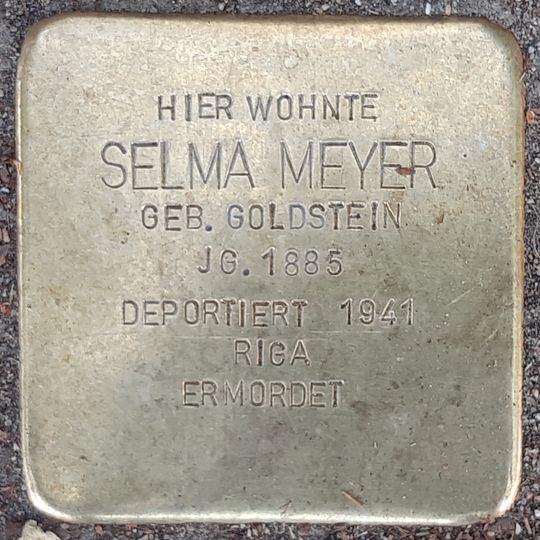 HIER WOHNTE
SELMA MEYER
GEB. GOLDSTEIN
JG. 1885
DEPORTIERT 1941
RIGA
ERMORDET